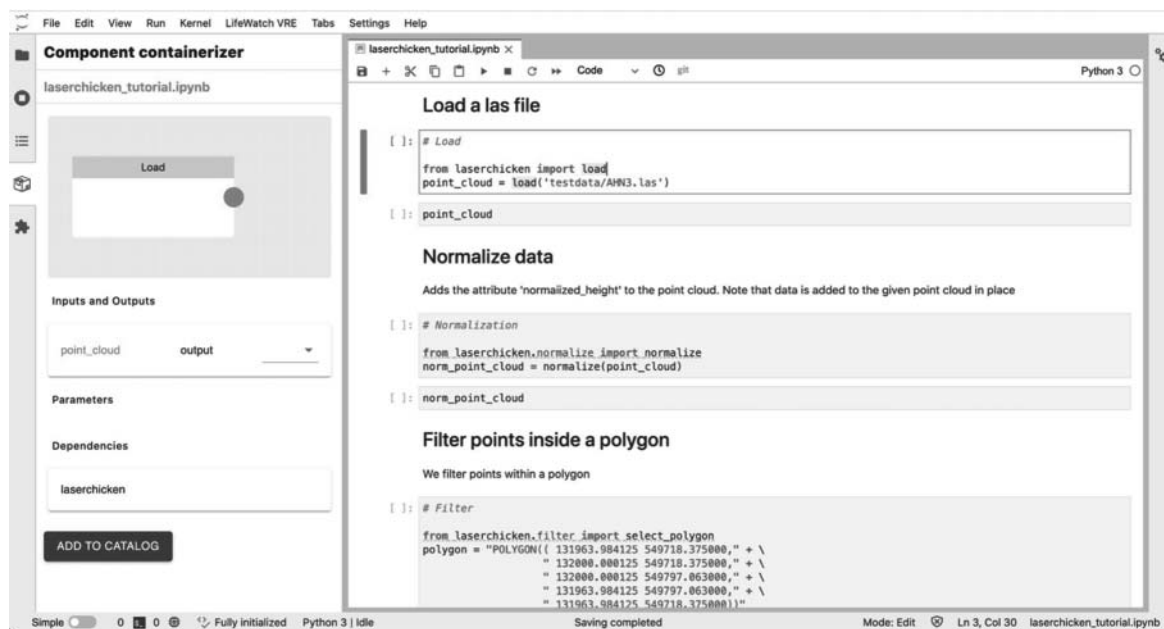 File Edit View Run Kernel LifeWatch VRE Tabs Settings Help
Component containerizer
laserchicken_tutorial.ipynb
Load
Inputs and Outputs
point_cloud output
Parameters
Dependencies
laserchicken
ADD TO CATALOG
laserchicken_tutorial.ipynb
Code
git
Python 3
Load a las file
[ ]: # Load
from laserchicken import load
point_cloud = load('testdata/AHN3.las')
[ ]: point_cloud
Normalize data
Adds the attribute 'normaiized_height' to the point cloud. Note that data is added to the given point cloud in place
[ ]: # Normalization
from laserchicken.normalize import normalize
norm_point_cloud = normalize(point_cloud)
[ ]: norm_point_cloud
Filter points inside a polygon
We filter points within a polygon
[ ]: # Filter
from laserchicken.filter import select_polygon
polygon = "POLYGON(( 131963.984125 549718.375000," + \
" 132000.000125 549718.375000," + \
" 132000.000125 549797.063000," + \
" 131963.984125 549797.063000," + \
" 131963.984125 549718.375000))"
Simple 0 0 Fully initialized Python 3 | Idle Saving completed Mode: Edit Ln 3, Col 30 laserchicken_tutorial.ipynb